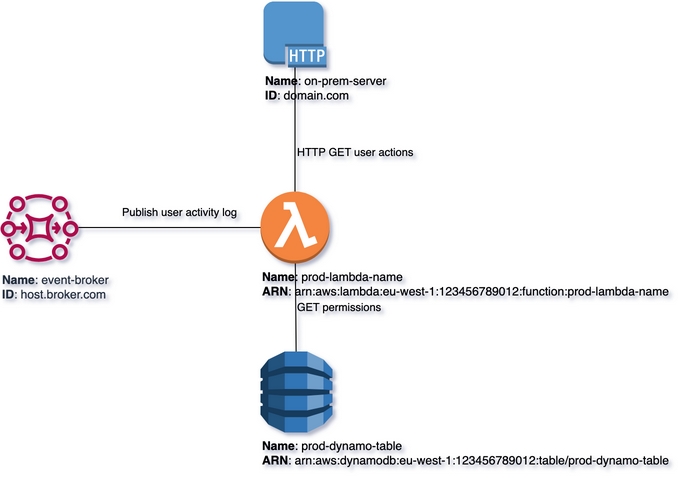 HTTP
Name: on-prem-server
ID: domain.com
HTTP GET user actions
Publish user activity log
Name: event-broker
ID: host.broker.com
Name: prod-lambda-name
ARN: arn:aws:lambda:eu-west-1:123456789012:function:prod-lambda-name
GET permissions
Name: prod-dynamo-table
ARN: arn:aws:dynamodb:eu-west-1:123456789012:table/prod-dynamo-table